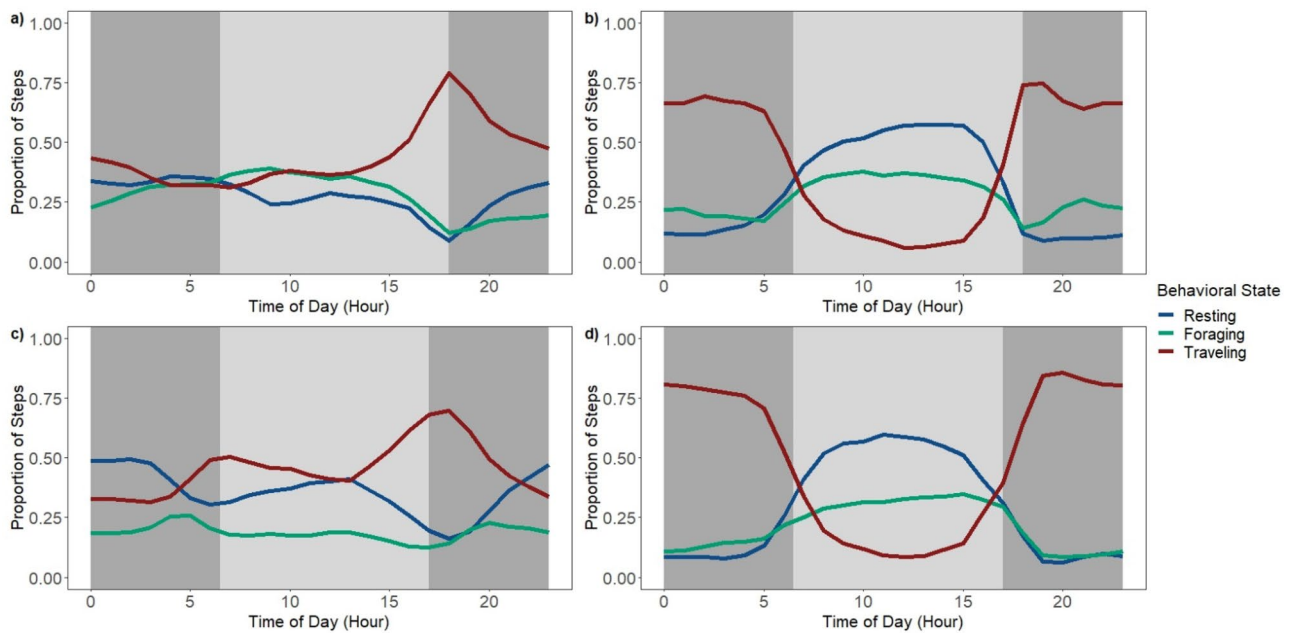 a)
1.00
0.75
0.50
0.25
0.00
Proportion of Steps
0 5 10 15 20
Time of Day (Hour)
b)
1.00
0.75
0.50
0.25
0.00
Proportion of Steps
0 5 10 15 20
Time of Day (Hour)
c)
1.00
0.75
0.50
0.25
0.00
Proportion of Steps
0 5 10 15 20
Time of Day (Hour)
d)
1.00
0.75
0.50
0.25
0.00
Proportion of Steps
0 5 10 15 20
Time of Day (Hour)
Behavioral State
Resting
Foraging
Traveling